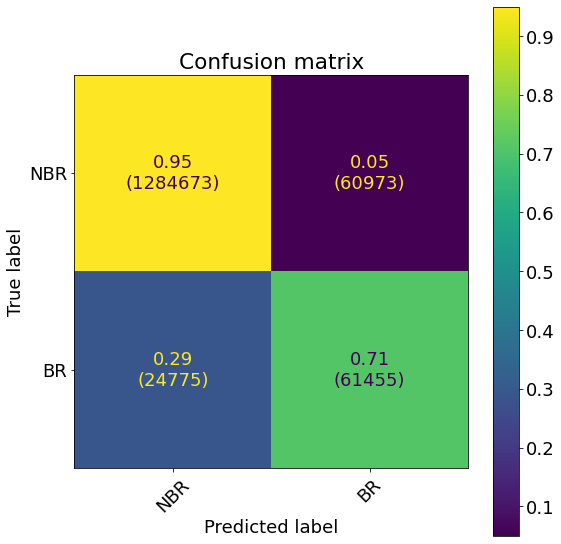 Confusion matrix
True label
NBR
0.95
(1284673)
0.05
(60973)
BR
0.29
(24775)
0.71
(61455)
NBR
BR
Predicted label
0.9
0.8
0.7
0.6
0.5
0.4
0.3
0.2
0.1